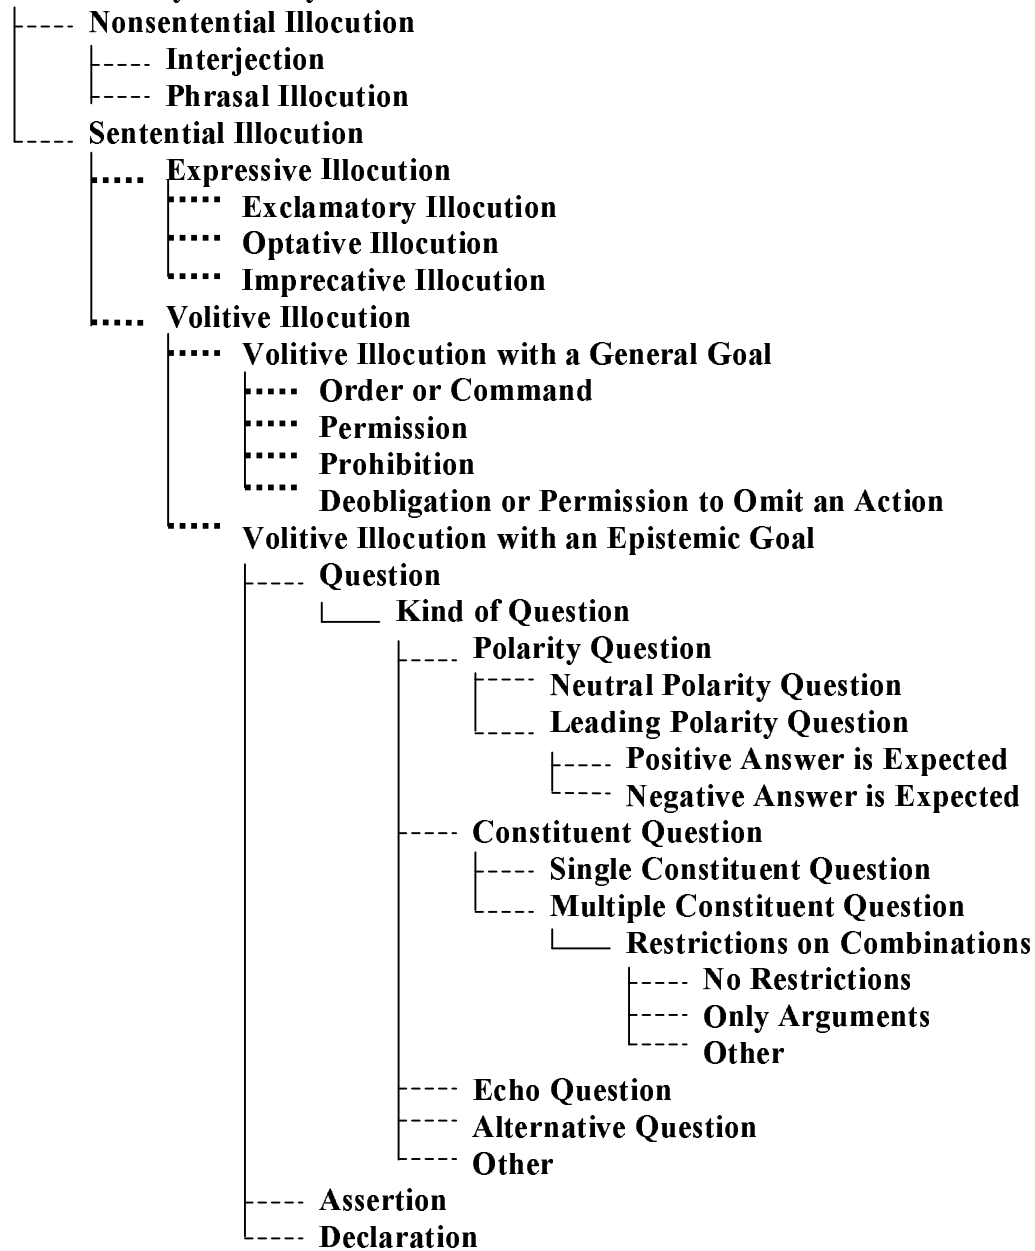 Nonsentential Illocution
Interjection
Phrasal Illocution
Sentential Illocution
Expressive Illocution
Exclamatory Illocution
Optative Illocution
Imprecative Illocution
Volitive Illocution
Volitive Illocution with a General Goal
Order or Command
Permission
Prohibition
Deobligation or Permission to Omit an Action
Volitive Illocution with an Epistemic Goal
Question
Kind of Question
Polarity Question
Neutral Polarity Question
Leading Polarity Question
Positive Answer is Expected
Negative Answer is Expected
Constituent Question
Single Constituent Question
Multiple Constituent Question
Restrictions on Combinations
No Restrictions
Only Arguments
Other
Echo Question
Alternative Question
Other
Assertion
Declaration